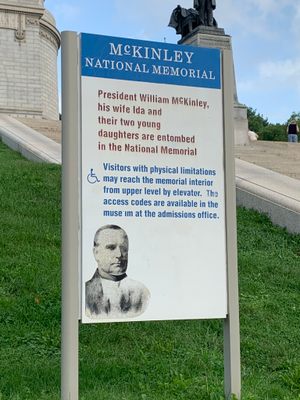 McKINLEY
NATIONAL MEMORIAL
President William McKinley,
his wife Ida and
their two young
daughters are entombed
in the National Memorial
Visitors with physical limitations
may reach the memorial interior
from upper level by elevator. The
access codes are available in the
muse m at the admissions office.